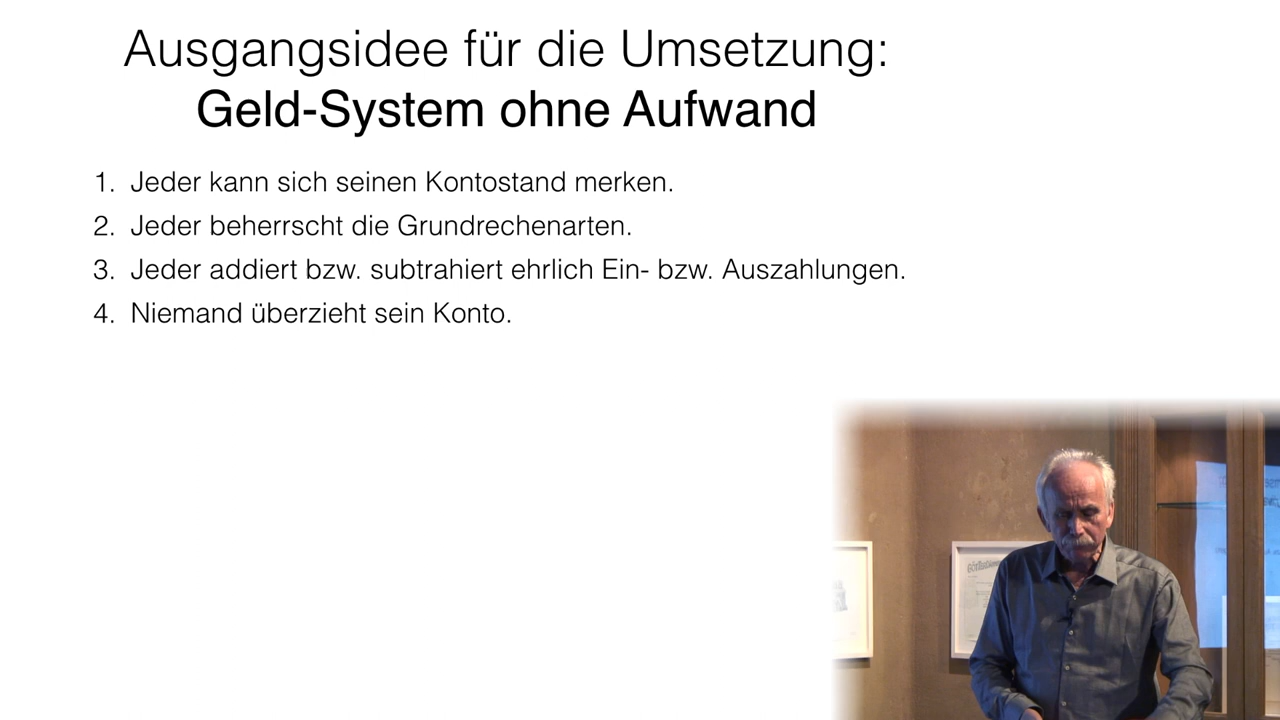 Ausgangsidee für die Umsetzung:
Geld-System ohne Aufwand
1. Jeder kann sich seinen Kontostand merken.
2. Jeder beherrscht die Grundrechenarten.
3. Jeder addiert bzw. subtrahiert ehrlich Ein- bzw. Auszahlungen.
4. Niemand überzieht sein Konto.